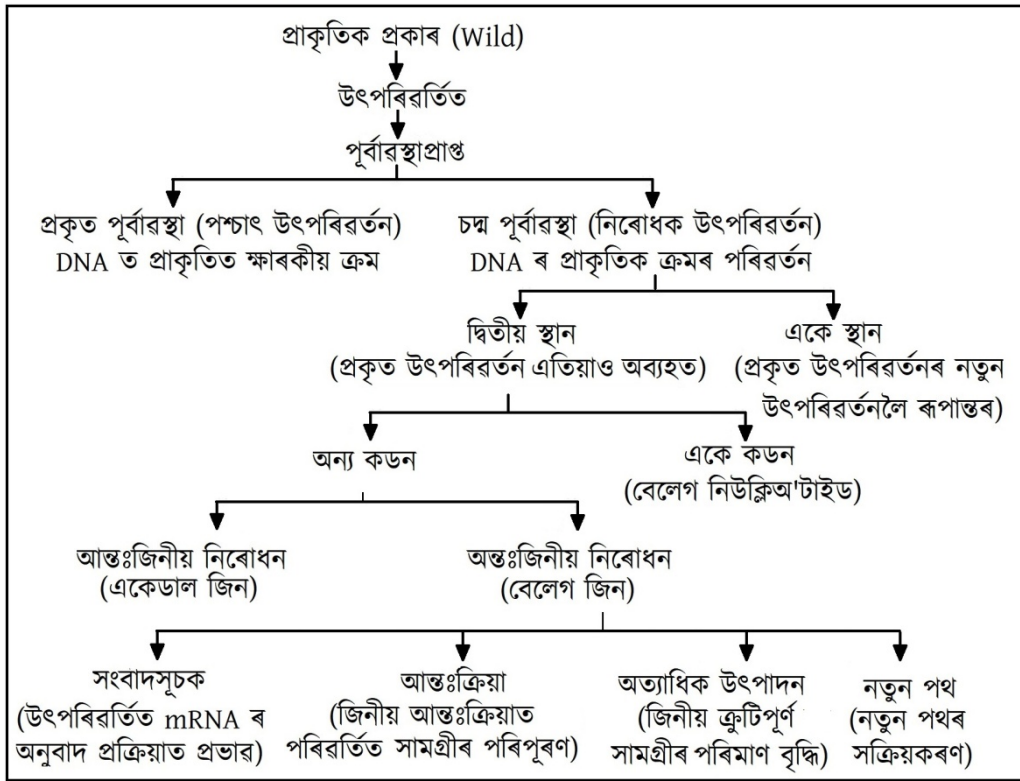 প্ৰাকৃতিক প্ৰকাৰ (Wild)
উৎপৰিৱৰ্তিত
পূৰ্বাৱস্থাপ্ৰাপ্ত
প্ৰকৃত পূৰ্বাৱস্থা (পশ্চাৎ উৎপৰিৱৰ্তন)
DNA ত প্ৰাকৃতিত ক্ষাৰকীয় ক্ৰম
চদ্ম পূৰ্বাৱস্থা (নিৰোধক উৎপৰিৱৰ্তন)
DNA ৰ প্ৰাকৃতিক ক্ৰমৰ পৰিৱৰ্তন
দ্বিতীয় স্থান
(প্ৰকৃত উৎপৰিৱৰ্তন এতিয়াও অব্যহত)
একে স্থান
(প্ৰকৃত উৎপৰিৱৰ্তনৰ নতুন
উৎপৰিৱৰ্তনলৈ ৰূপান্তৰ)
অন্য কডন
একে কডন
(বেলেগ নিউক্লিঅ'টাইড)
আন্তঃজিনীয় নিৰোধন
(একেডাল জিন)
অন্তঃজিনীয় নিৰোধন
(বেলেগ জিন)
সংবাদসূচক
(উৎপৰিৱৰ্তিত mRNA ৰ
অনুবাদ প্ৰক্ৰিয়াত প্ৰভাৱ)
আন্তঃক্ৰিয়া
(জিনীয় আন্তঃক্ৰিয়াত
পৰিৱৰ্তিত সামগ্ৰীৰ পৰিপূৰণ)
অত্যাধিক উৎপাদন
(জিনীয় ক্ৰুটিপূৰ্ণ
সামগ্ৰীৰ পৰিমাণ বৃদ্ধি)
নতুন পথ
(নতুন পথৰ
সক্ৰিয়কৰণ)